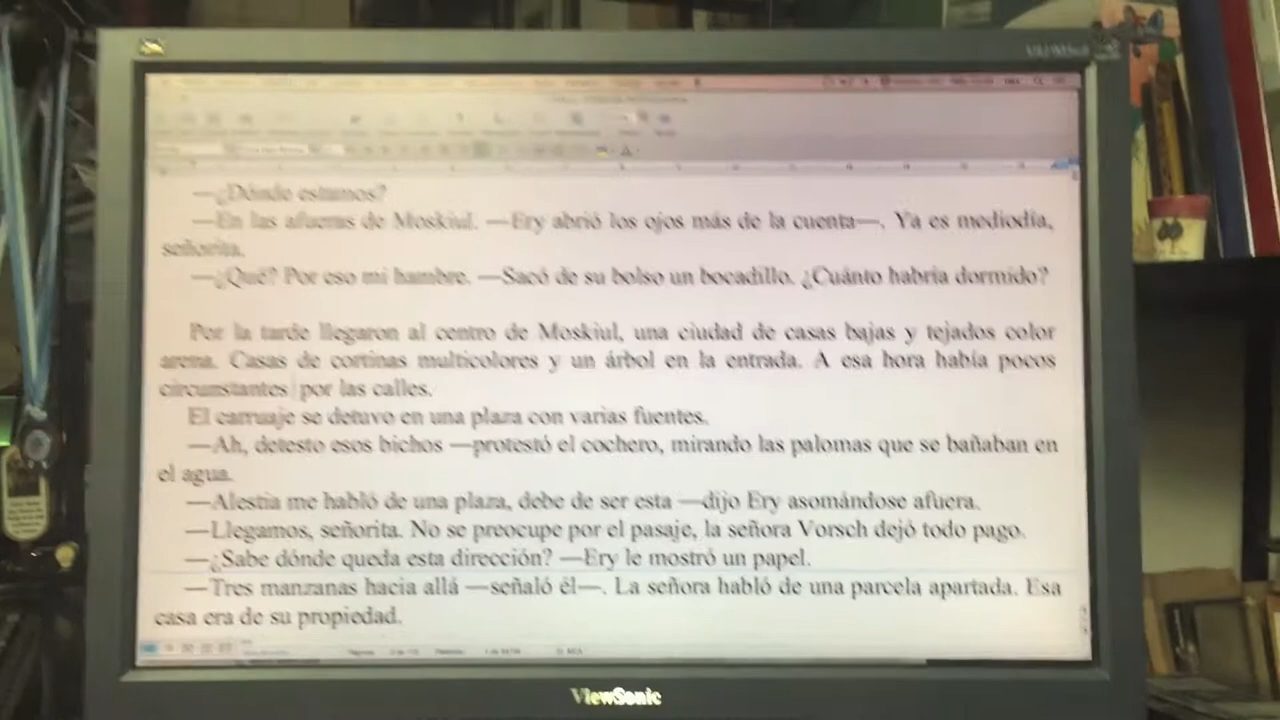 —¿Dónde estamos?
—En las afueras de Moskiul. —Ery abrió los ojos más de la cuenta—. Ya es mediodía,
señorita.
—¿Qué? Por eso mi hambre. —Sacó de su bolso un bocadillo. ¿Cuánto habría dormido?
Por la tarde llegaron al centro de Moskiul, una ciudad de casas bajas y tejados color
arena. Casas de cortinas multicolores y un árbol en la entrada. A esa hora había pocos
circunstantes por las calles.
El carruaje se detuvo en una plaza con varias fuentes.
—Ah, detesto esos bichos —protestó el cochero, mirando las palomas que se bañaban en
el agua.
—Alestia me habló de una plaza, debe de ser esta —dijo Ery asomándose afuera.
—Llegamos, señorita. No se preocupe por el pasaje, la señora Vorsch dejó todo pago.
—¿Sabe dónde queda esta dirección? —Ery le mostró un papel.
—Tres manzanas hacia allá —señaló él—. La señora habló de una parcela apartada. Esa
casa era de su propiedad.
ViewSonic